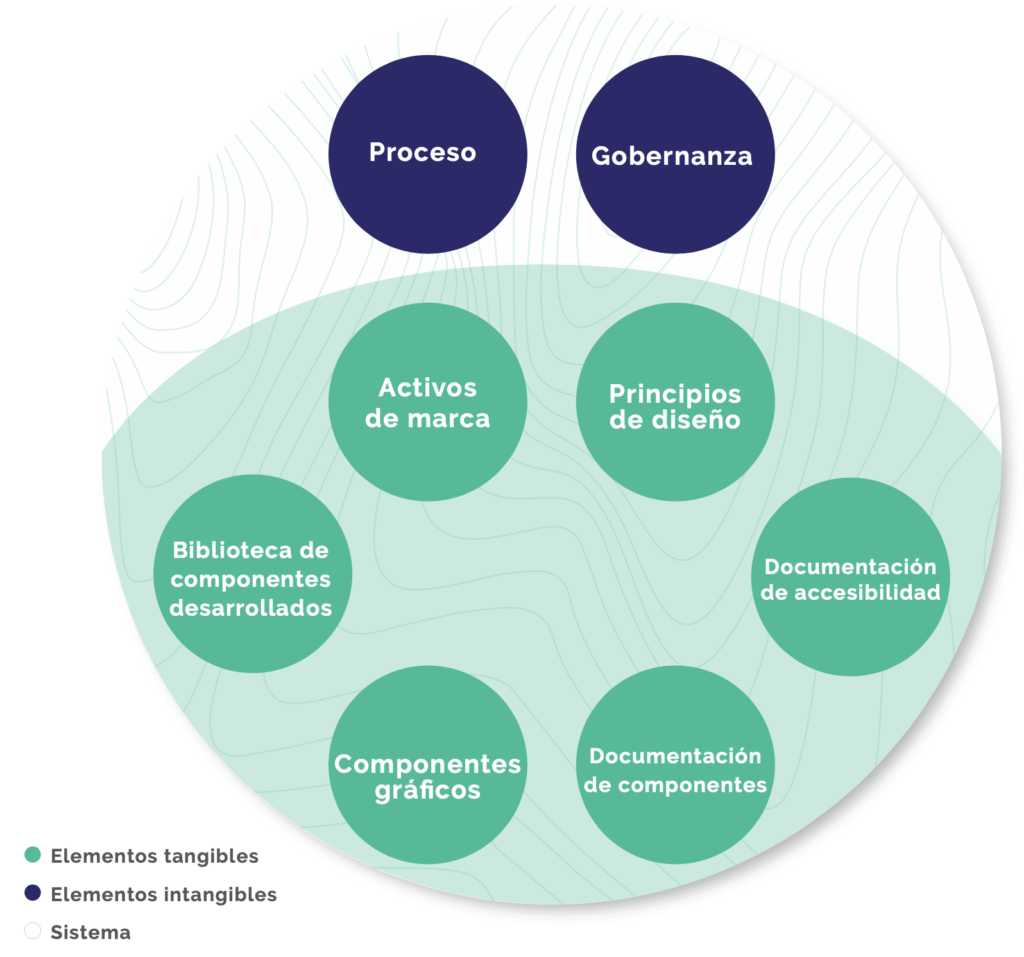 Proceso
Gobernanza
Activos
de marca
Principios
de diseño
Biblioteca de
componentes
desarrollados
Documentación
de accesibilidad
Componentes
gráficos
Documentación
de componentes
Elementos tangibles
Elementos intangibles
Sistema